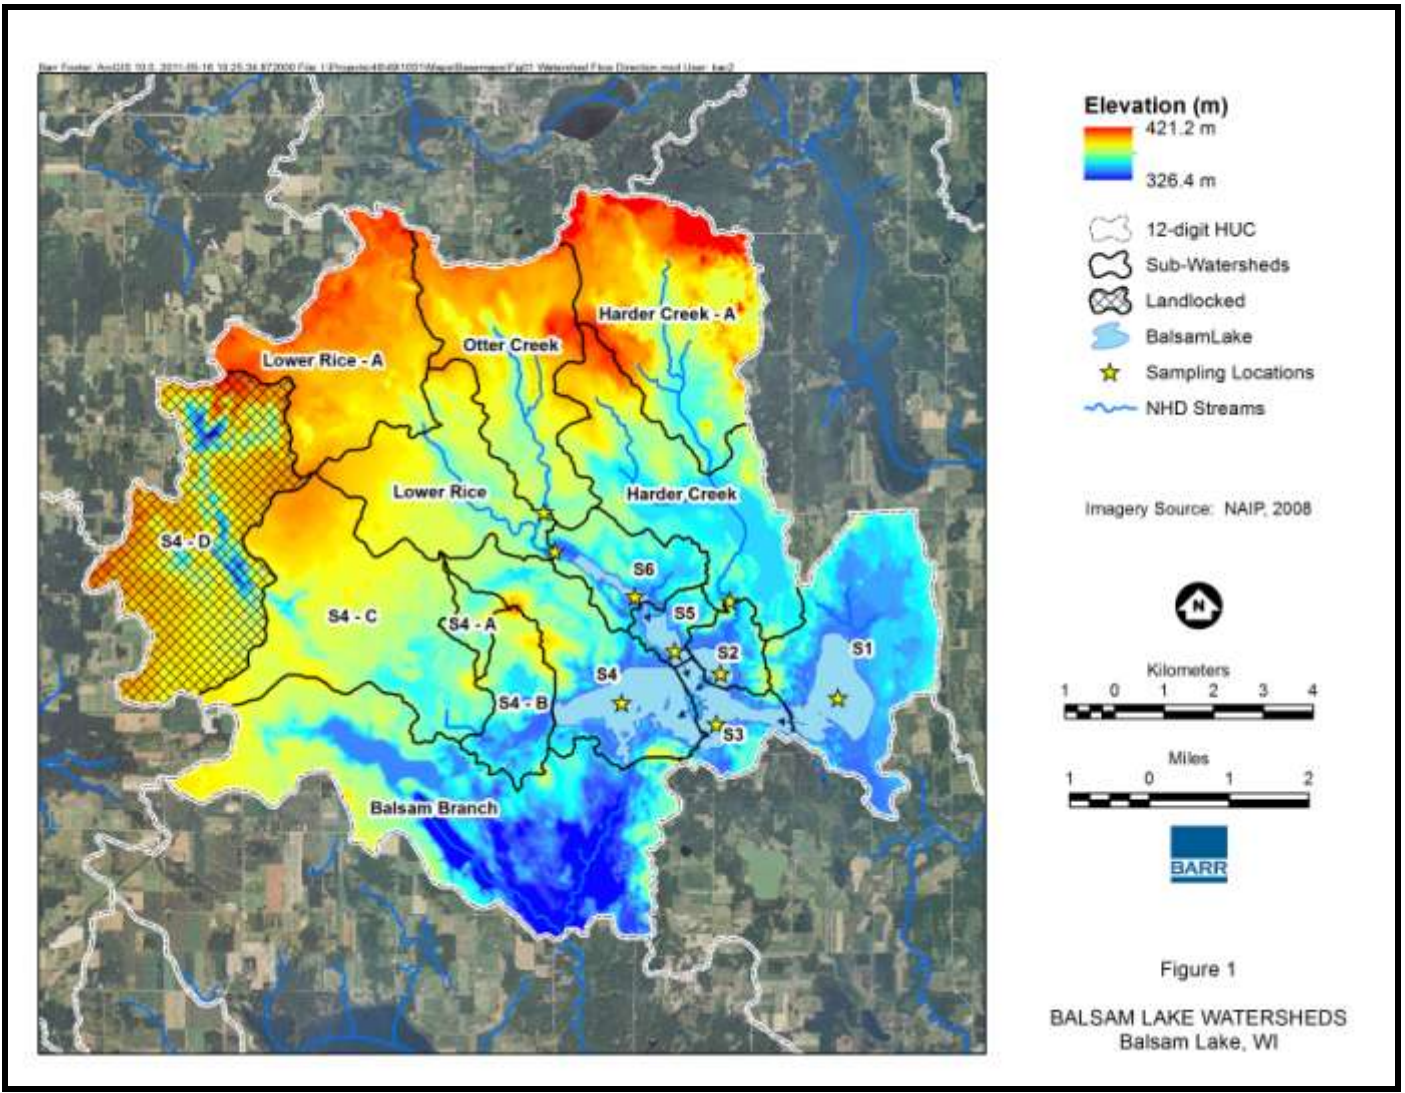 Elevation (m)
421.2 m
326.4 m
12-digit HUC
Sub-Watersheds
Landlocked
BalsamLake
Sampling Locations
NHD Streams
Imagery Source: NAIP, 2008
N
Kilometers
1 0 1 2 3 4
Miles
1 0 1 2
BARR
Figure 1
BALSAM LAKE WATERSHEDS
Balsam Lake, WI
Harder Creek - A
Otter Creek
Lower Rice - A
Lower Rice
Harder Creek
S4 - D
S6
S4 - C
S4 - A
S5
S2
S1
S4
S4 - B
S3
Balsam Branch